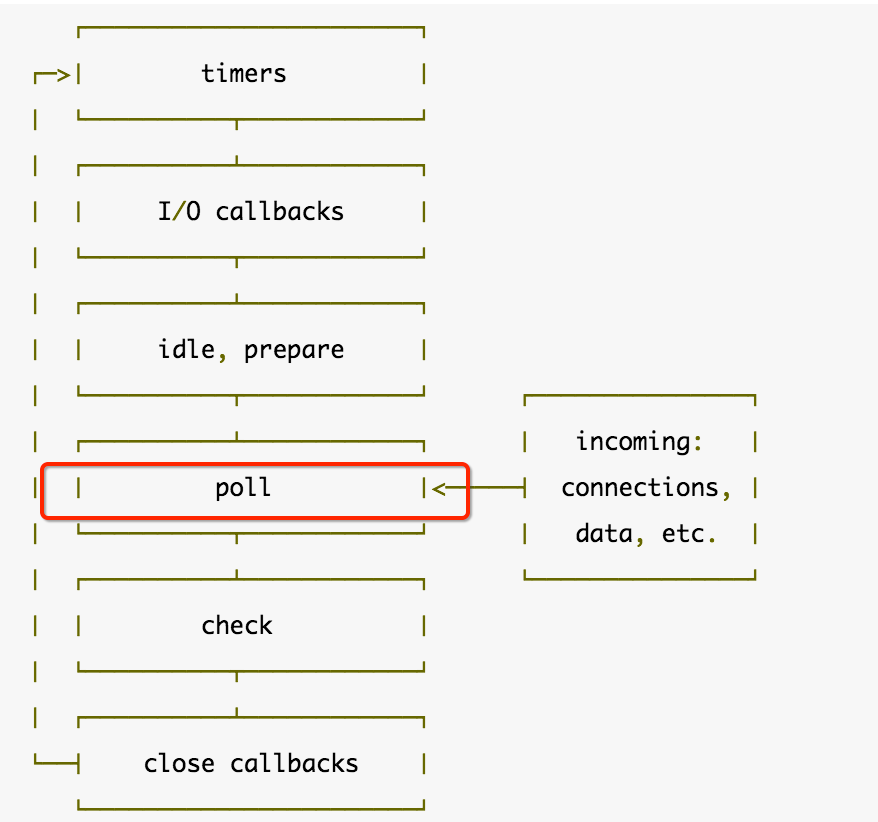 timers
I/O callbacks
idle, prepare
incoming:
poll
connections,
data, etc.
check
close callbacks